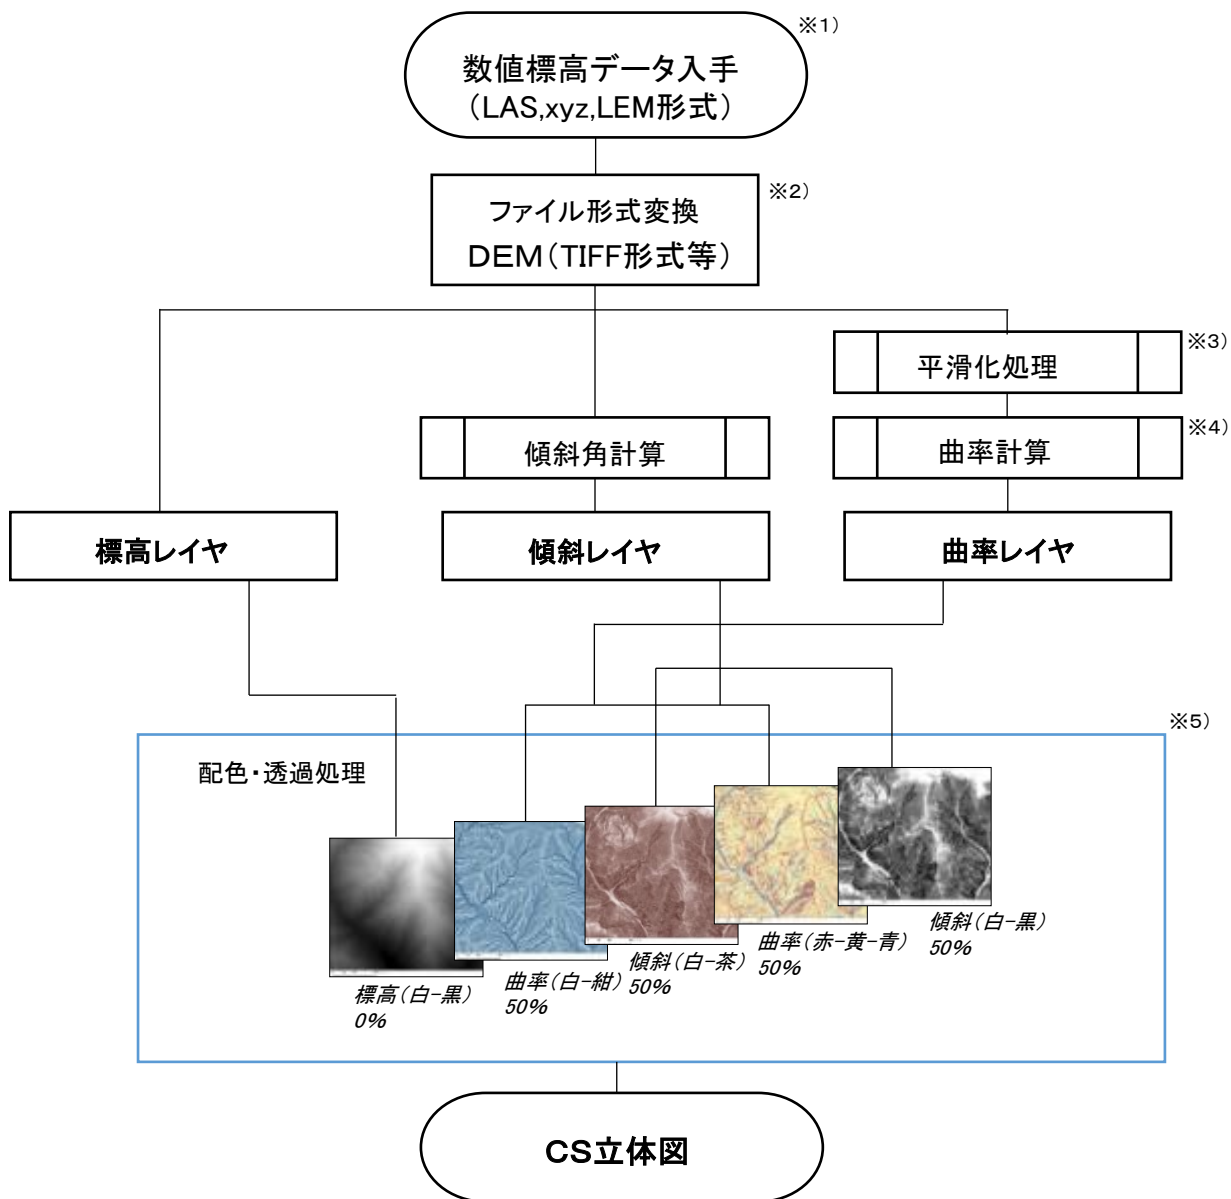 ※1)
数値標高データ入手
(LAS,xyz,LEM形式)
※2)
ファイル形式変換
DEM(TIFF形式等)
※3)
平滑化処理
※4)
傾斜角計算
曲率計算
標高レイヤ
傾斜レイヤ
曲率レイヤ
※5)
配色・透過処理
標高(白-黒)
0%
曲率(白-紺)
50%
傾斜(白-茶)
50%
曲率(赤-黄-青)
50%
傾斜(白-黒)
50%
CS立体図